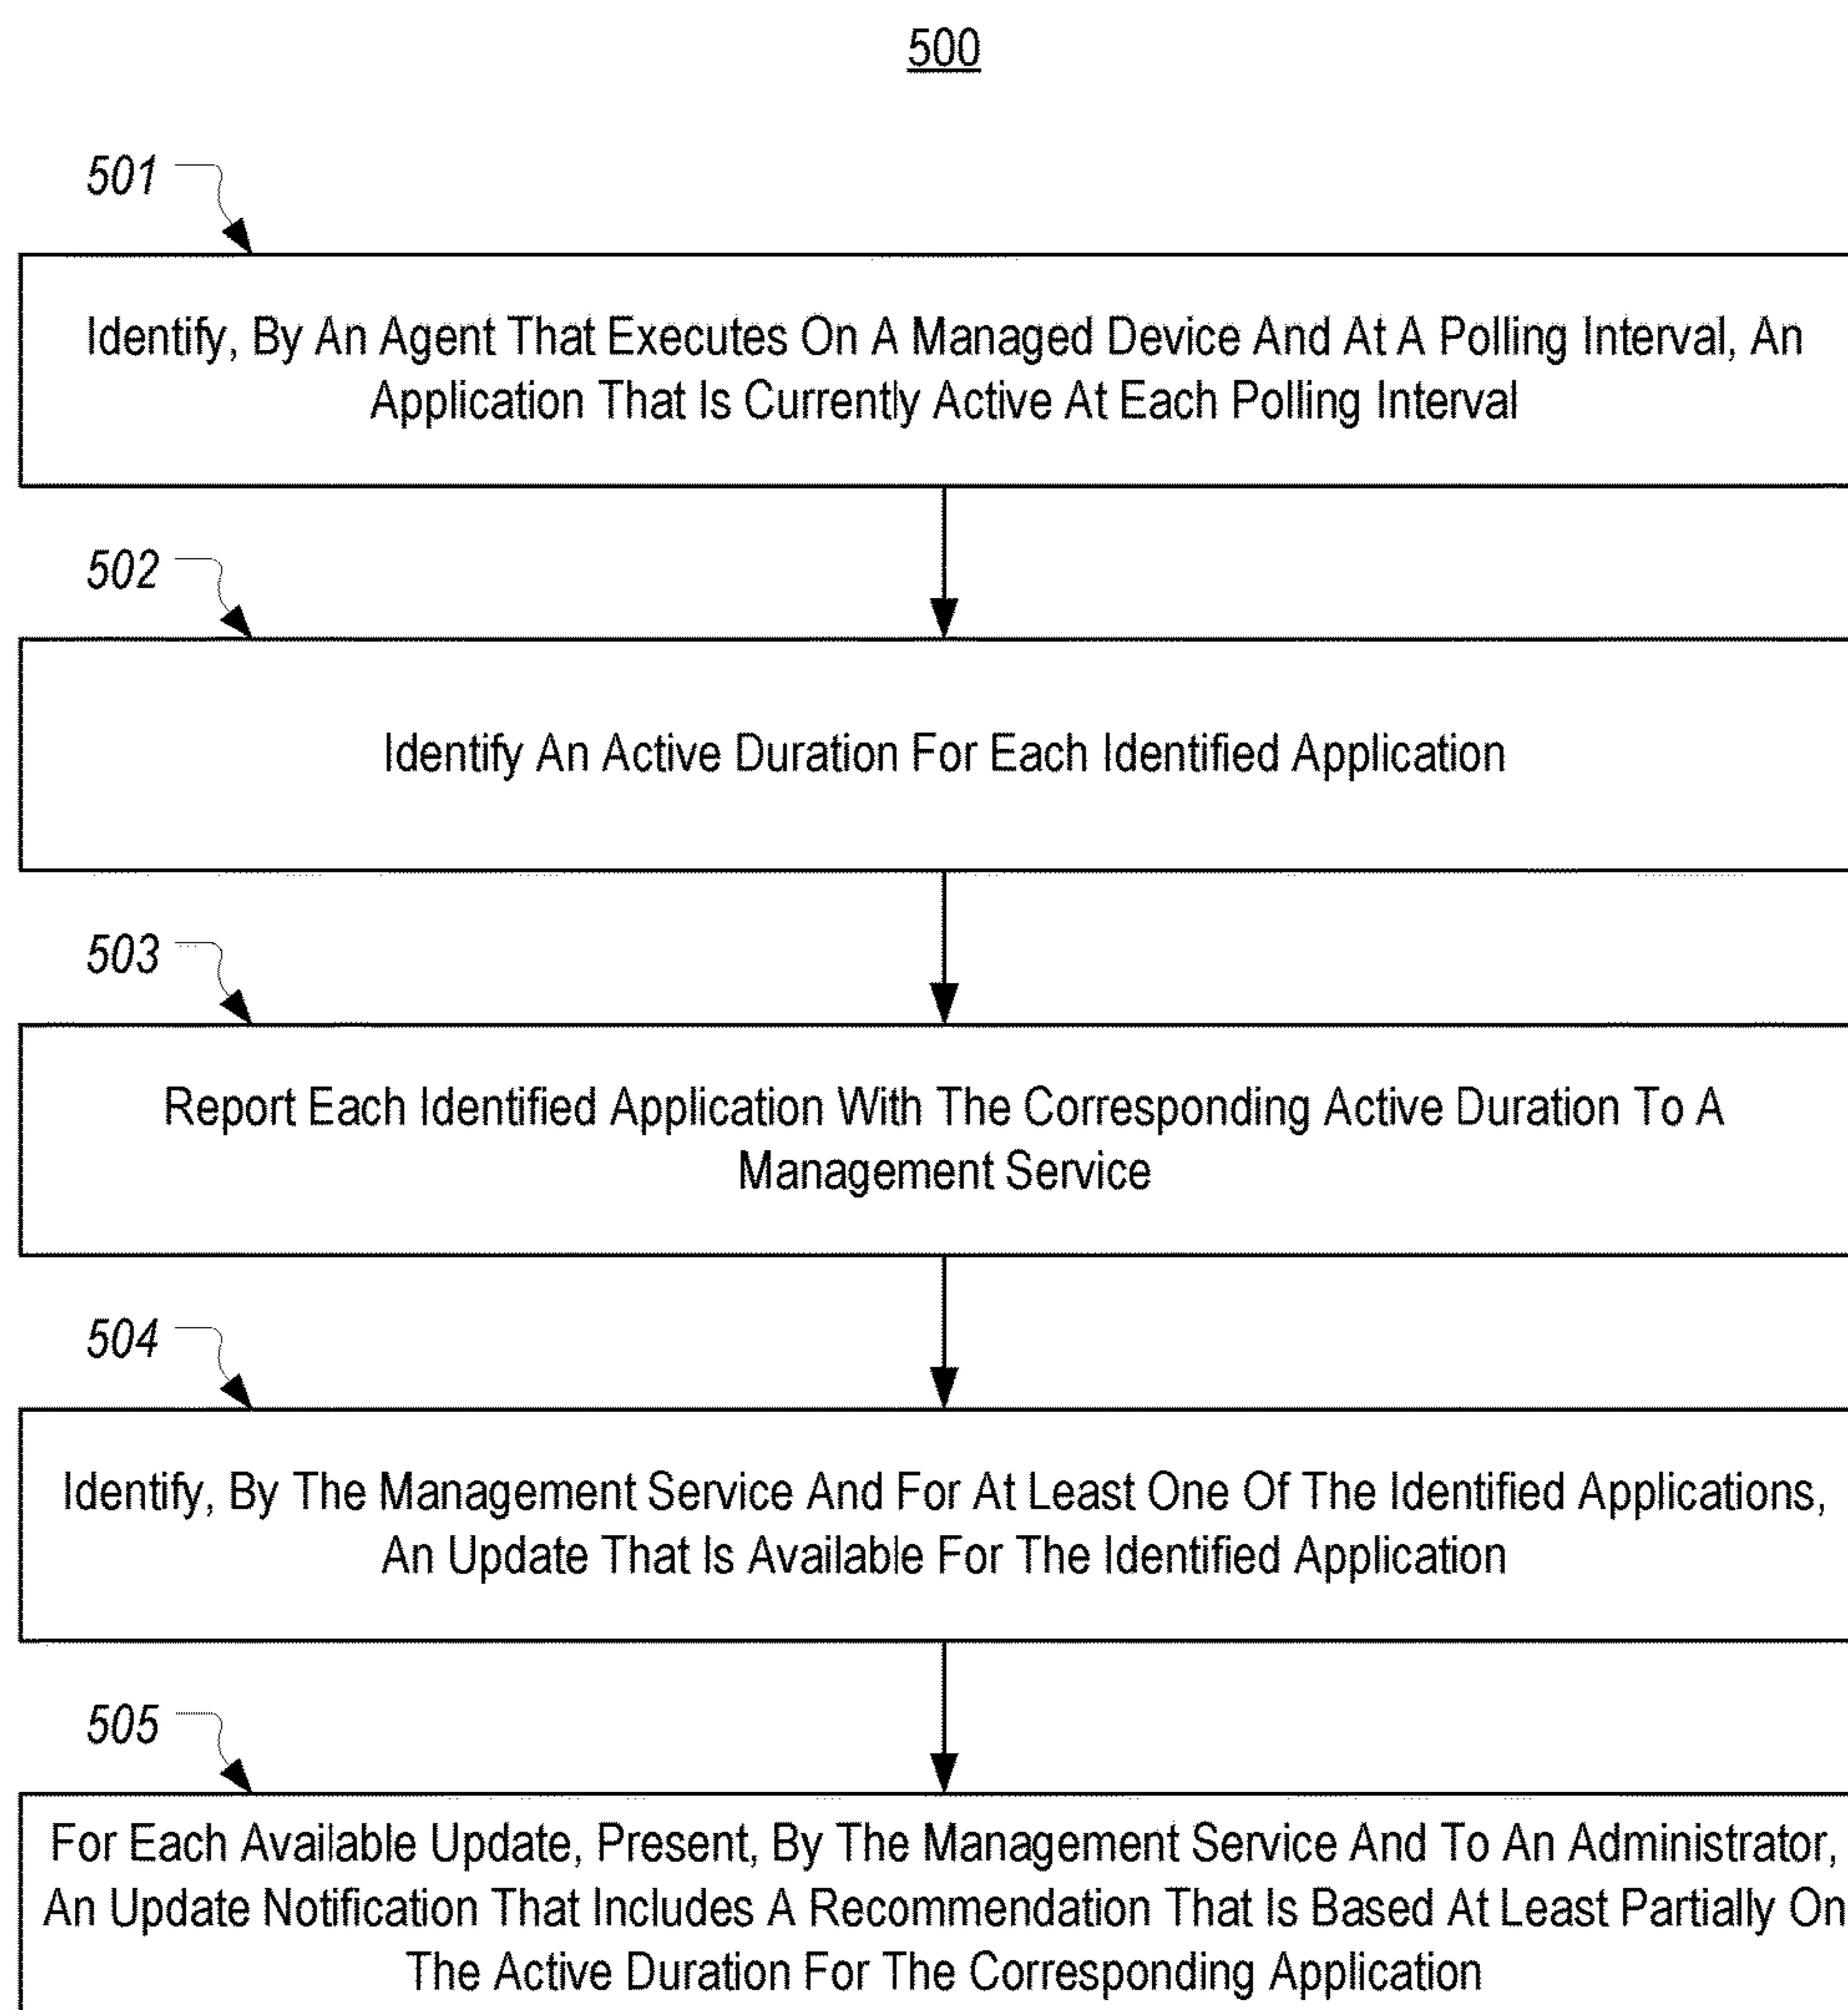 500
501
Identify, By An Agent That Executes On A Managed Device And At A Polling Interval, An
Application That Is Currently Active At Each Polling Interval
502
Identify An Active Duration For Each Identified Application
503
Report Each Identified Application With The Corresponding Active Duration To A
Management Service
504
Identify, By The Management Service And For At Least One Of The Identified Applications,
An Update That Is Available For The Identified Application
505
For Each Available Update, Present, By The Management Service And To An Administrator,
An Update Notification That Includes A Recommendation That Is Based At Least Partially On
The Active Duration For The Corresponding Application